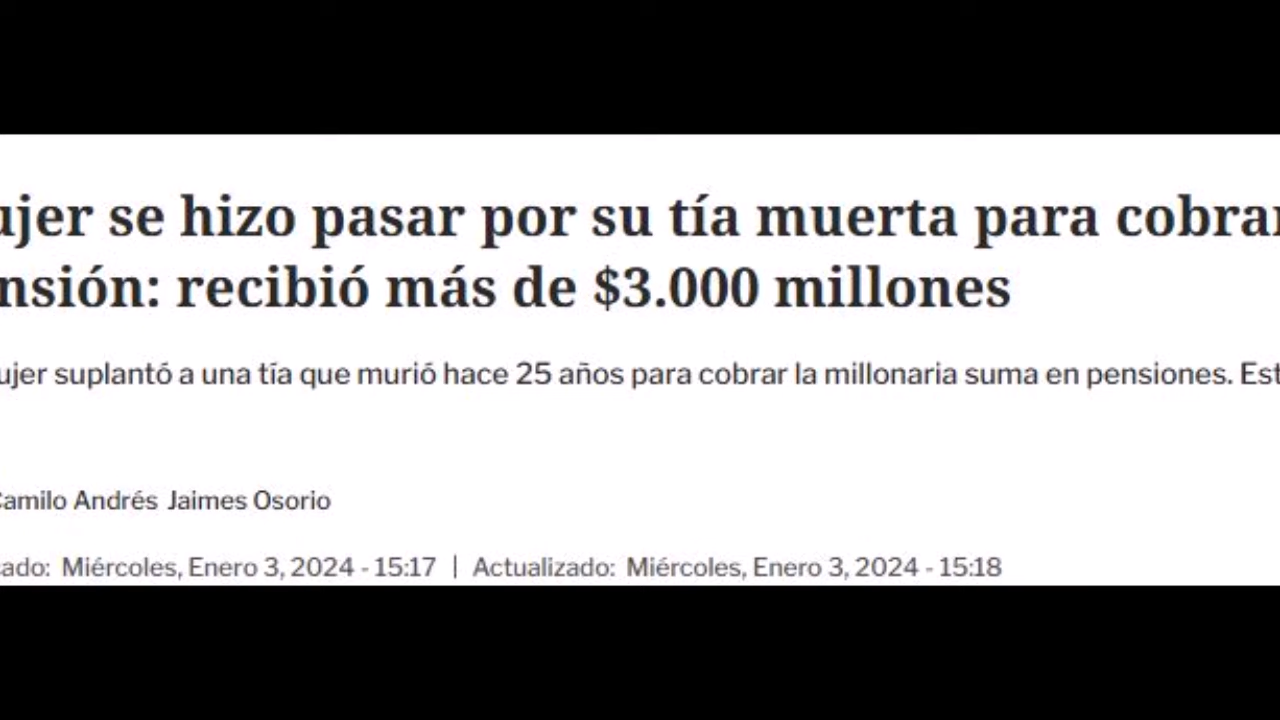 ujer se hizo pasar por su tía muerta para cobrar
nsión: recibió más de $3.000 millones
ujer suplantó a una tía que murió hace 25 años para cobrar la millonaria suma en pensiones. Est
Camilo Andrés Jaimes Osorio
cado: Miércoles, Enero 3, 2024 - 15:17 | Actualizado: Miércoles, Enero 3, 2024 - 15:18